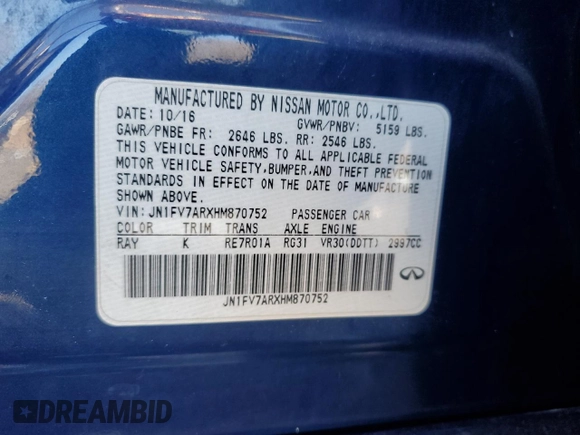 MANUFACTURED BY NISSAN MOTOR CO.,LTD.
DATE: 10/16 GVWR/PNBV: 5159 LBS.
GAWR/PNBE FR: 2646 LBS. RR: 2546 LBS.
THIS VEHICLE CONFORMS TO ALL APPLICABLE FEDERAL
MOTOR VEHICLE SAFETY,BUMPER,AND THEFT PREVENTION
STANDARDS IN EFFECT ON THE DATE OF MANUFACTURE
SHOWN ABOVE.
VIN: JN1FV7ARXHM870752 PASSENGER CAR
COLOR TRIM TRANS AXLE ENGINE
RAY K RE7R01A RG31 VR30(DDTT) 2997CC
JN1FV7ARXHM870752
DREAMBID